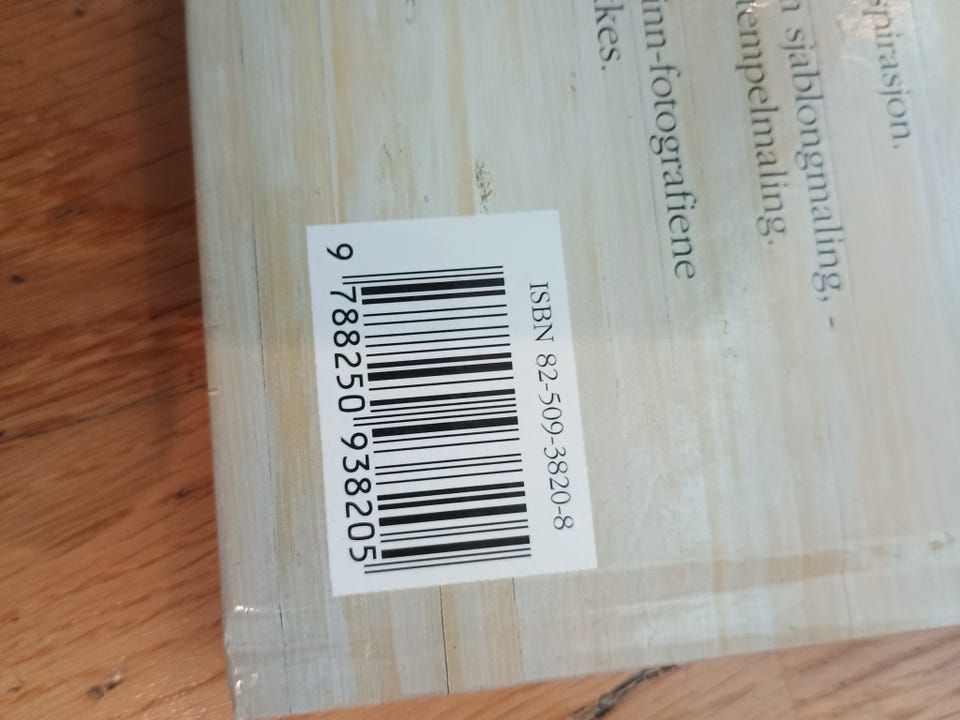 spirasjon.
sjablongmaling, -
tempelmaling.
inn-fotografiene
kes.
ISBN 82-509-3820-8
9 788250 938205